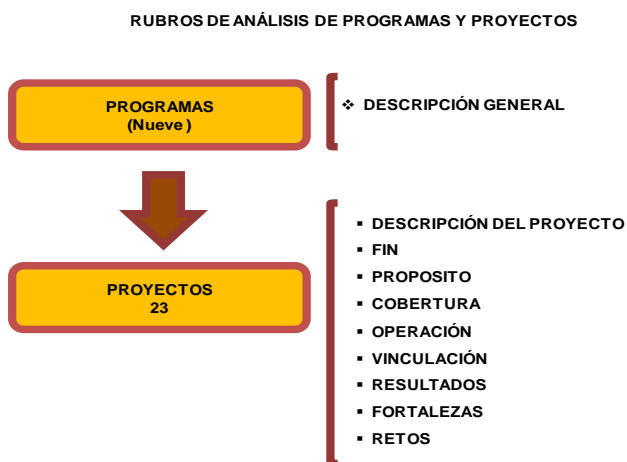 RUBROS DE ANÁLISIS DE PROGRAMAS Y PROYECTOS
PROGRAMAS
(Nueve )
❖ DESCRIPCIÓN GENERAL
PROYECTOS
23
▪ DESCRIPCIÓN DEL PROYECTO
▪ FIN
▪ PROPOSITO
▪ COBERTURA
▪ OPERACIÓN
▪ VINCULACIÓN
▪ RESULTADOS
▪ FORTALEZAS
▪ RETOS